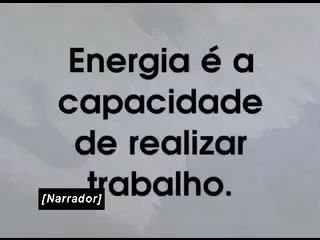 Energia é a
capacidade
de realizar
trabalho.
[Narrador]